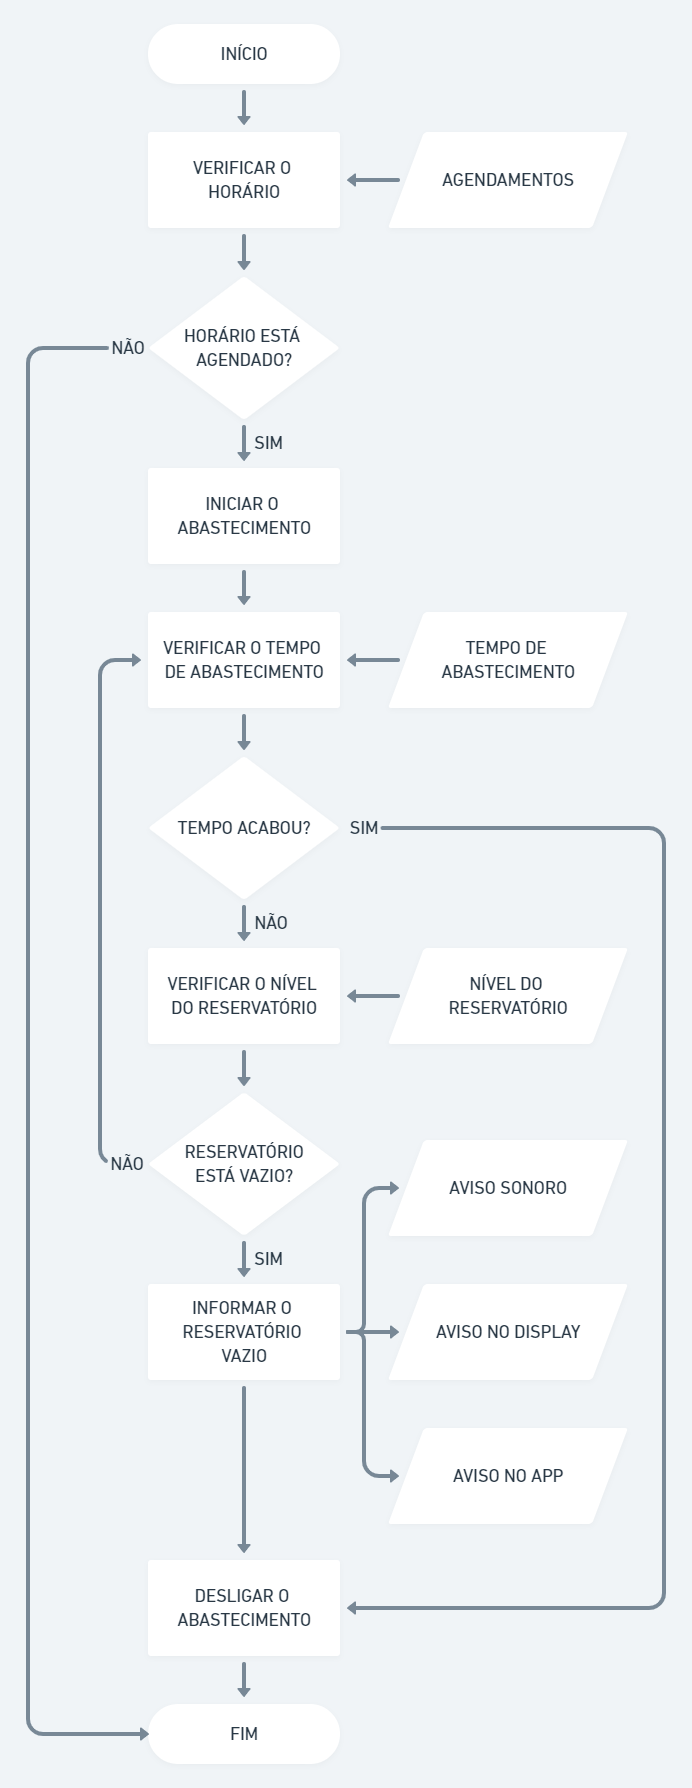 INÍCIO
VERIFICAR O
HORÁRIO
AGENDAMENTOS
HORÁRIO ESTÁ
AGENDADO?
NÃO
SIM
INICIAR O
ABASTECIMENTO
VERIFICAR O TEMPO
DE ABASTECIMENTO
TEMPO DE
ABASTECIMENTO
TEMPO ACABOU?
SIM
NÃO
VERIFICAR O NÍVEL
DO RESERVATÓRIO
NÍVEL DO
RESERVATÓRIO
RESERVATÓRIO
ESTÁ VAZIO?
NÃO
SIM
AVISO SONORO
INFORMAR O
RESERVATÓRIO
VAZIO
AVISO NO DISPLAY
AVISO NO APP
DESLIGAR O
ABASTECIMENTO
FIM